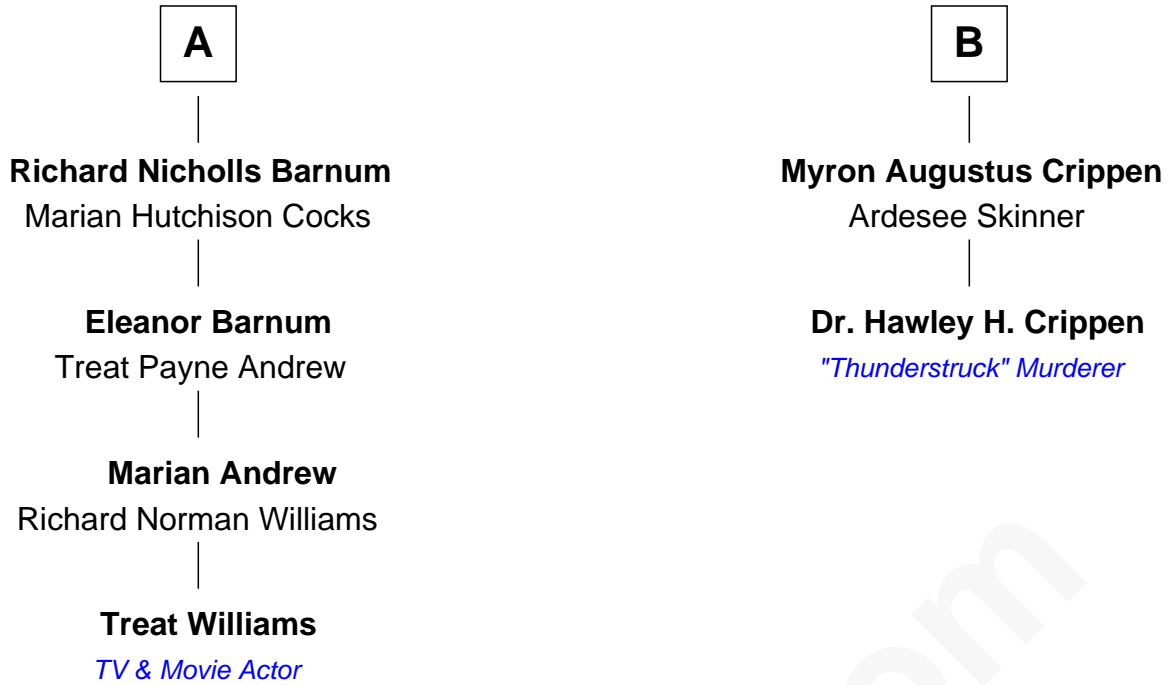 A
Richard Nicholls Barnum
Marian Hutchison Cocks
Eleanor Barnum
Treat Payne Andrew
Marian Andrew
Richard Norman Williams
Treat Williams
TV & Movie Actor
B
Myron Augustus Crippen
Ardesee Skinner
Dr. Hawley H. Crippen
"Thunderstruck" Murderer
om